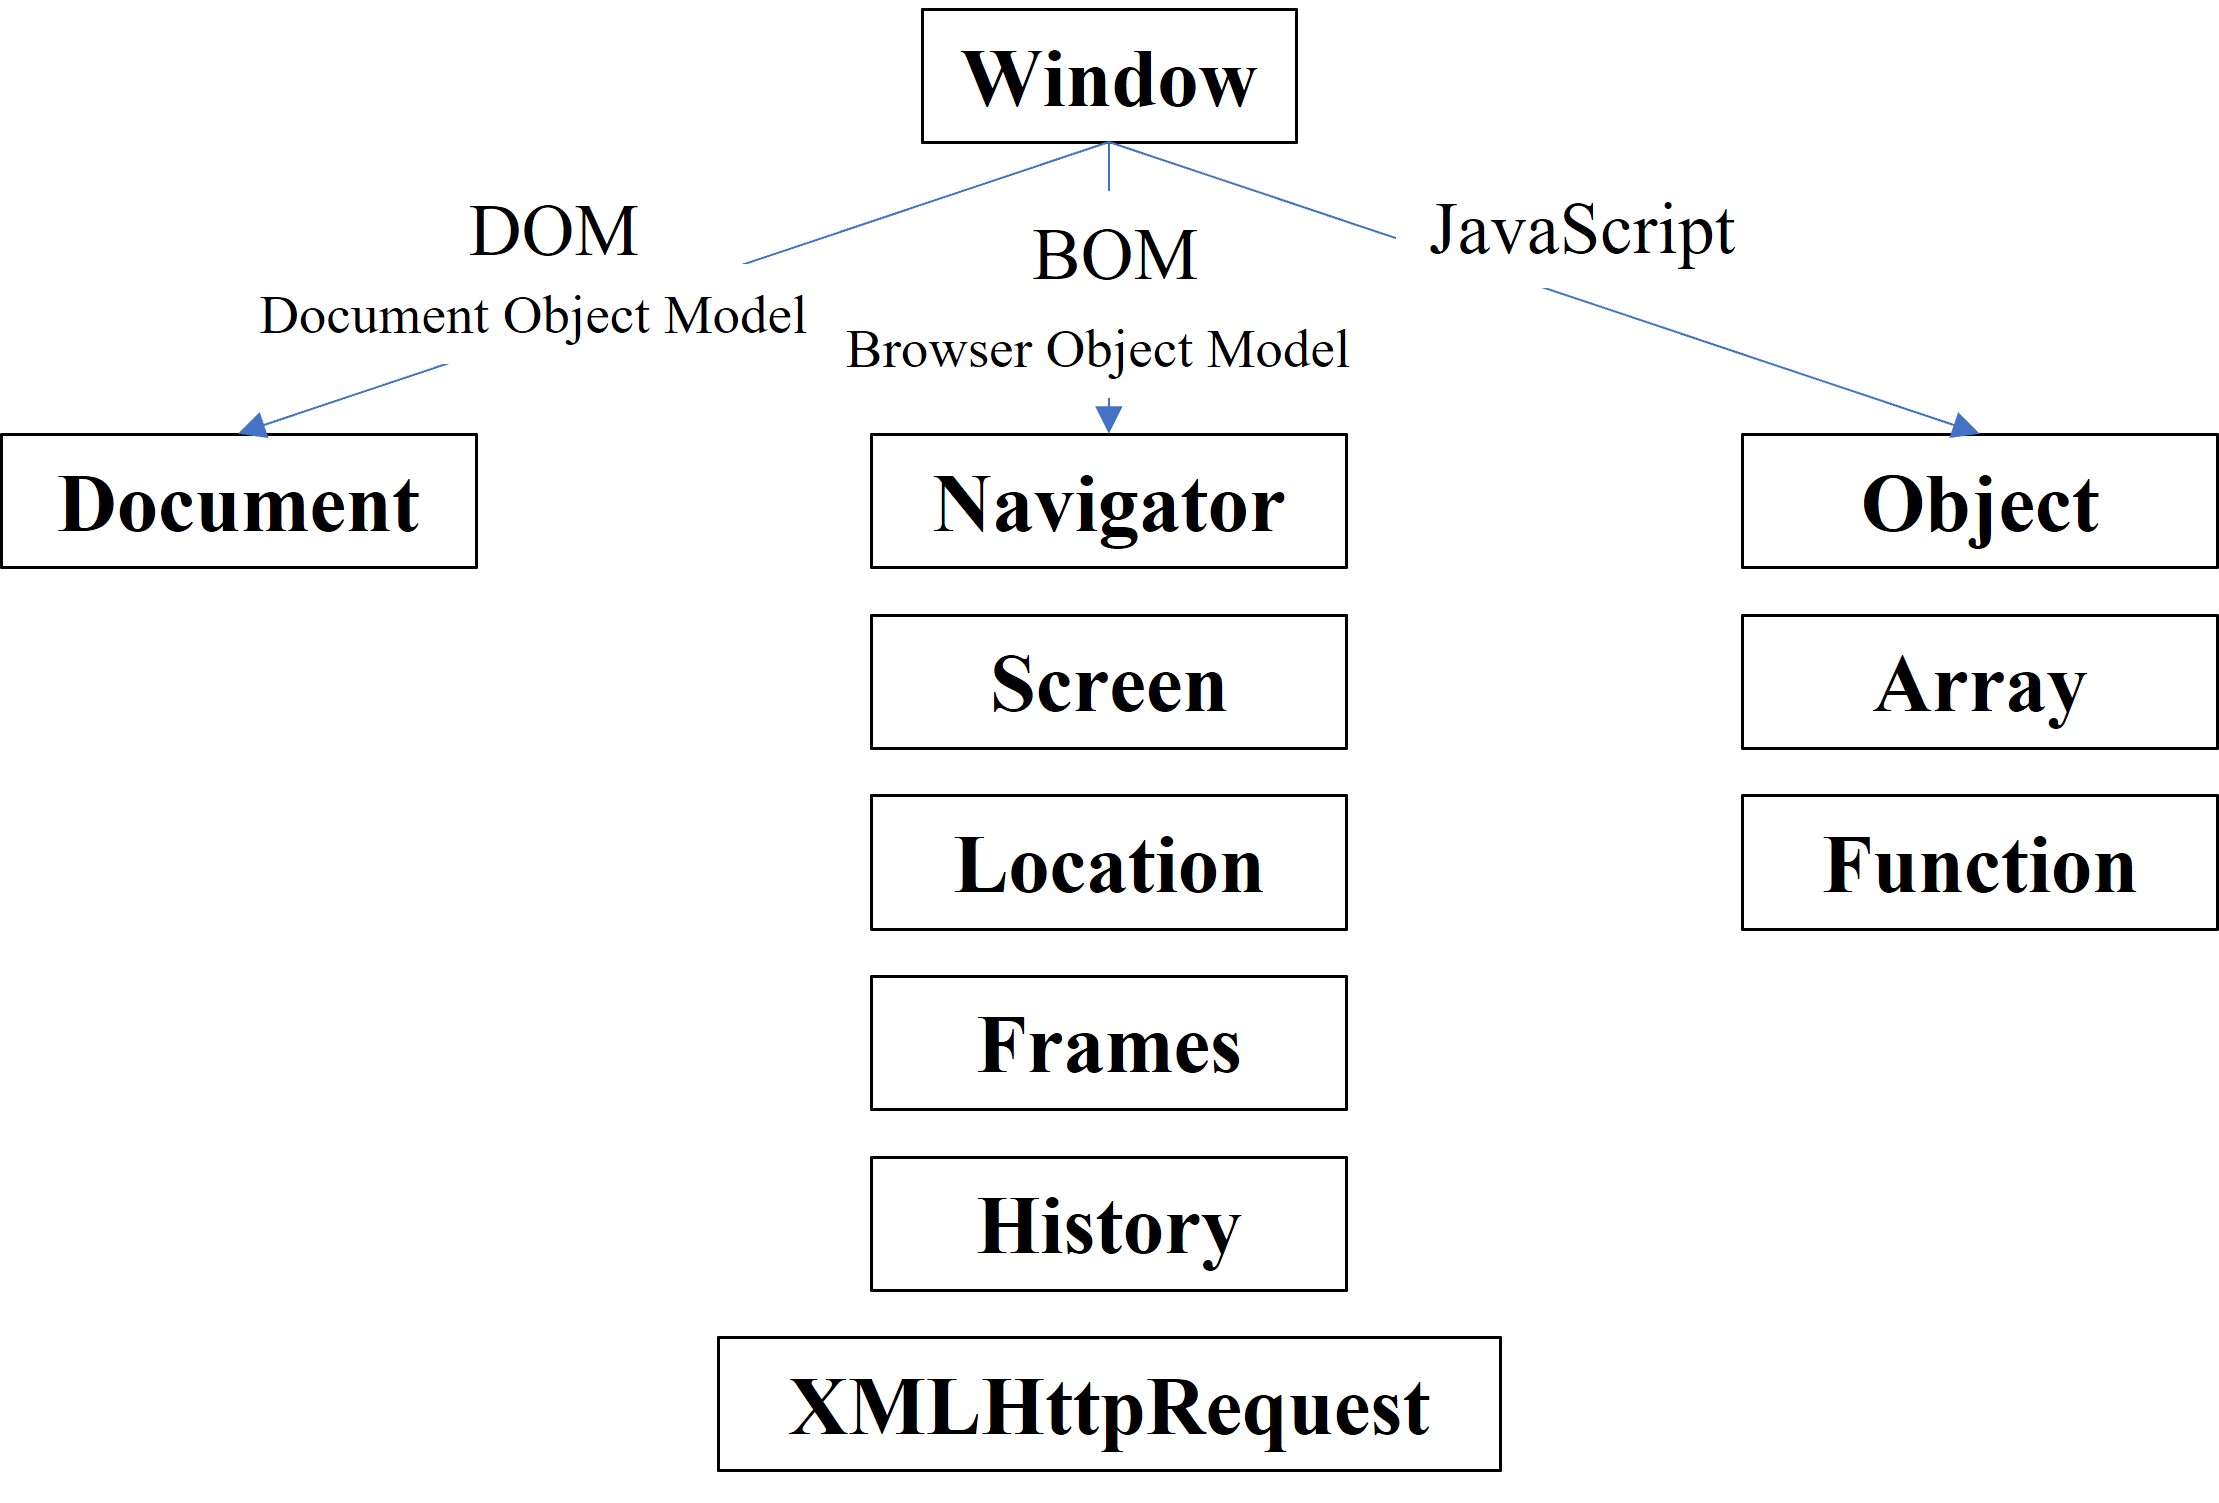 Window
DOM
Document Object Model
BOM
Browser Object Model
JavaScript
Document
Navigator
Screen
Location
Frames
History
XMLHttpRequest
Object
Array
Function